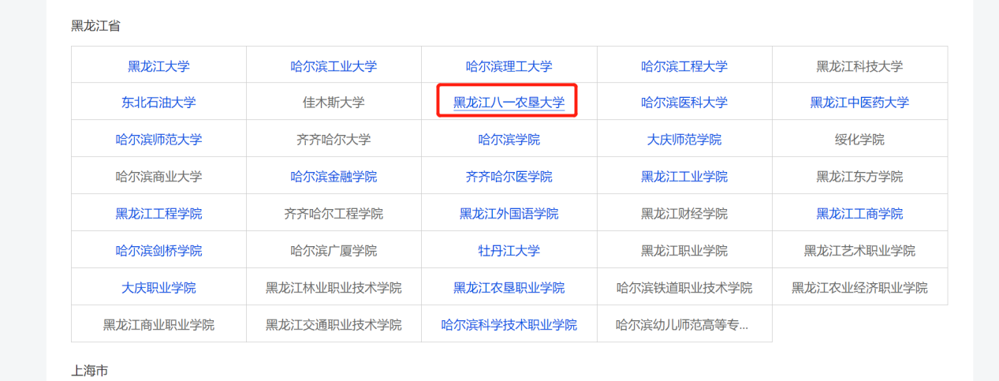 黑龙江省
黑龙江大学 哈尔滨工业大学 哈尔滨理工大学 哈尔滨工程大学 黑龙江科技大学
东北石油大学 佳木斯大学 黑龙江八一农垦大学 哈尔滨医科大学 黑龙江中医药大学
哈尔滨师范大学 齐齐哈尔大学 哈尔滨学院 大庆师范学院 绥化学院
哈尔滨商业大学 哈尔滨金融学院 齐齐哈尔医学院 黑龙江工业学院 黑龙江东方学院
黑龙江工程学院 齐齐哈尔工程学院 黑龙江外国语学院 黑龙江财经学院 黑龙江工商学院
哈尔滨剑桥学院 哈尔滨广厦学院 牡丹江大学 黑龙江职业学院 黑龙江艺术职业学院
大庆职业学院 黑龙江林业职业技术学院 黑龙江农垦职业学院 哈尔滨铁道职业技术学院 黑龙江农业经济职业学院
黑龙江商业职业学院 黑龙江交通职业技术学院 哈尔滨科学技术职业学院 哈尔滨幼儿师范高等专...
上海市